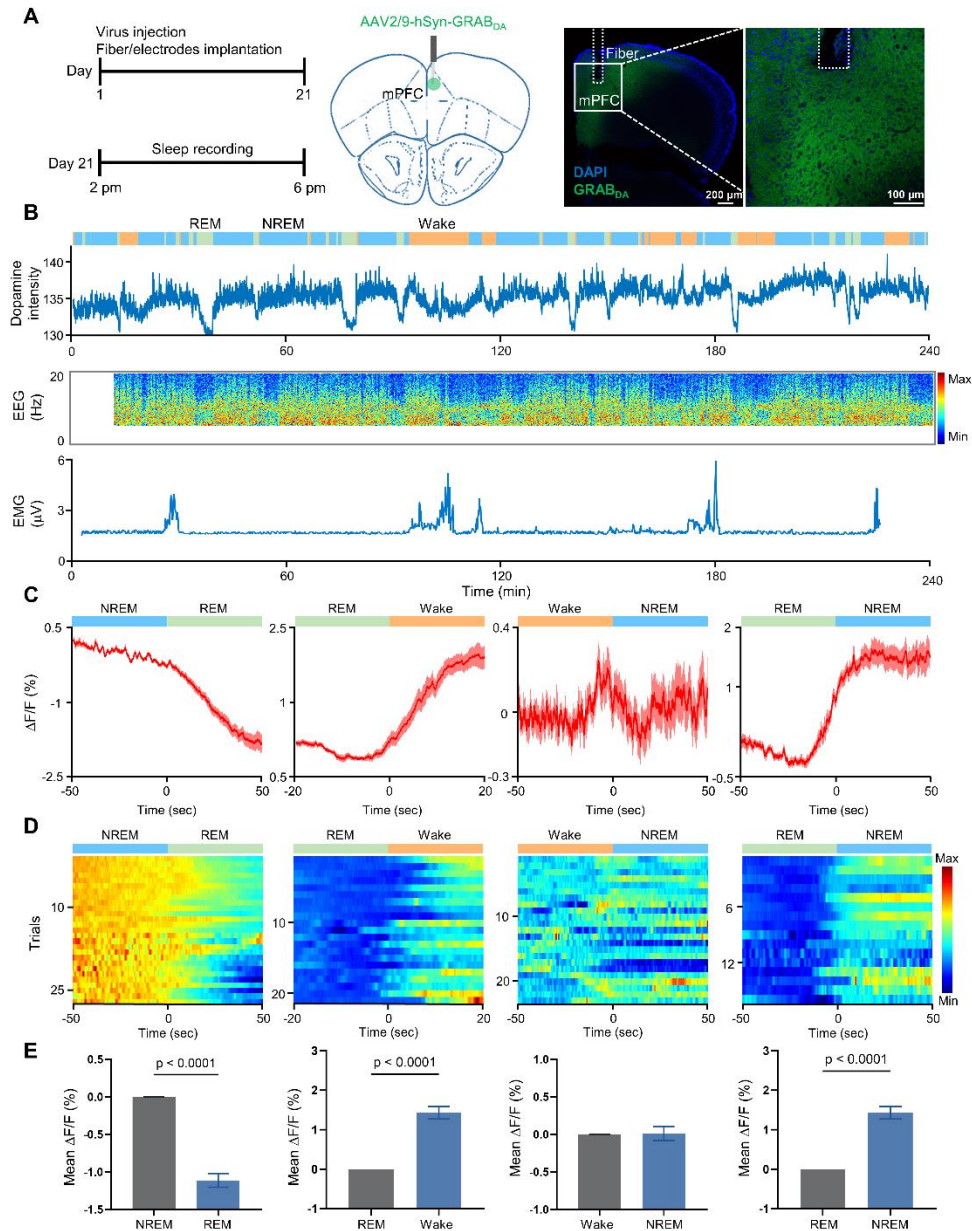 A
Virus injection
Fiber/electrodes implantation
Day
1
21
Day 21
Sleep recording
2 pm
6 pm
AAV2/9-hSyn-GRABDA
mPFC
Fiber
mPFC
DAPI
GRABDA
200 µm
100 µm
B
REM
NREM
Wake
Dopamine
intensity
140
135
130
0
60
120
180
240
EEG
(Hz)
20
0
Max
Min
EMG
(µV)
6
3
0
0
60
120
180
240
Time (min)
C
NREM
REM
REM
Wake
Wake
NREM
REM
NREM
ΔF/F (%)
0.5
-1
-2.5
2.5
1
0.5
0.4
0
-0.3
2
1
-0.5
-50
0
50
-20
0
20
-50
0
50
-50
0
50
Time (sec)
Time (sec)
Time (sec)
Time (sec)
D
NREM
REM
REM
Wake
Wake
NREM
REM
NREM
Trials
10
25
10
20
10
20
6
12
Max
Min
-50
0
50
-20
0
20
-50
0
50
-50
0
50
Time (sec)
Time (sec)
Time (sec)
Time (sec)
E
Mean ΔF/F (%)
0.5
0.0
-0.5
-1.0
-1.5
p < 0.0001
NREM
REM
Mean ΔF/F (%)
3
2
1
0
-1
p < 0.0001
REM
Wake
Mean ΔF/F (%)
1.0
0.5
0.0
-0.5
-1.0
Wake
NREM
Mean ΔF/F (%)
3
2
1
0
-1
p < 0.0001
REM
NREM